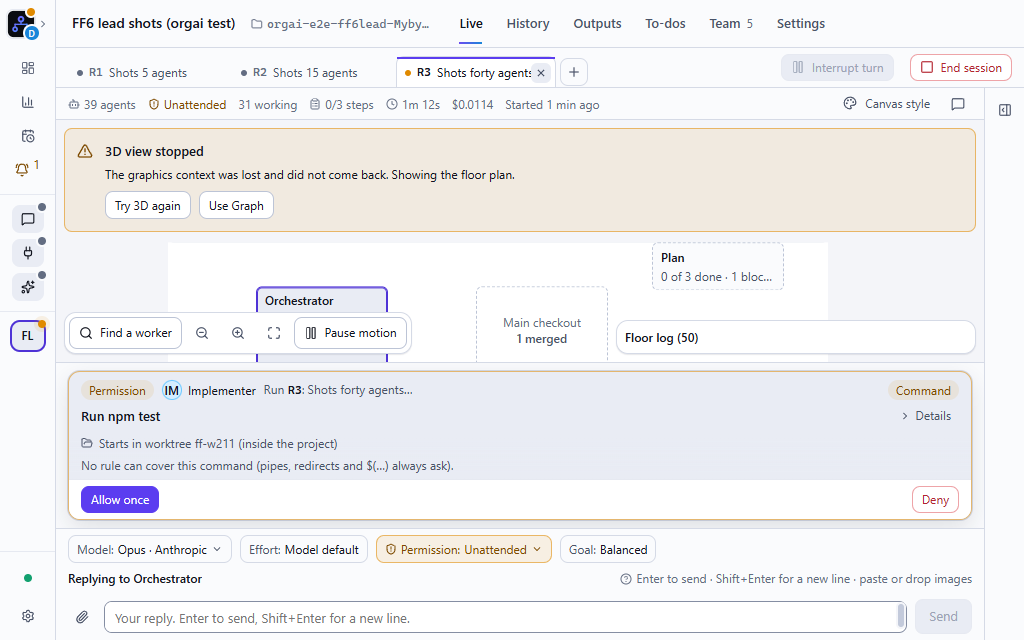 FF6 lead shots (orgai test)
orgai-e2e-ff6lead-Myby…
Live
History
Outputs
To-dos
Team 5
Settings
D
R1 Shots 5 agents
R2 Shots 15 agents
R3 Shots forty agents
Interrupt turn
End session
39 agents
Unattended
31 working
0/3 steps
1m 12s
$0.0114
Started 1 min ago
Canvas style
1
3D view stopped
The graphics context was lost and did not come back. Showing the floor plan.
Try 3D again
Use Graph
Plan
0 of 3 done · 1 bloc…
Orchestrator
Main checkout
1 merged
FL
Find a worker
Pause motion
Floor log (50)
Permission
IM
Implementer
Run R3: Shots forty agents…
Command
Run npm test
Details
Starts in worktree ff-w211 (inside the project)
No rule can cover this command (pipes, redirects and $(...) always ask).
Allow once
Deny
Model: Opus · Anthropic
Effort: Model default
Permission: Unattended
Goal: Balanced
Replying to Orchestrator
Enter to send · Shift+Enter for a new line · paste or drop images
Your reply. Enter to send, Shift+Enter for a new line.
Send